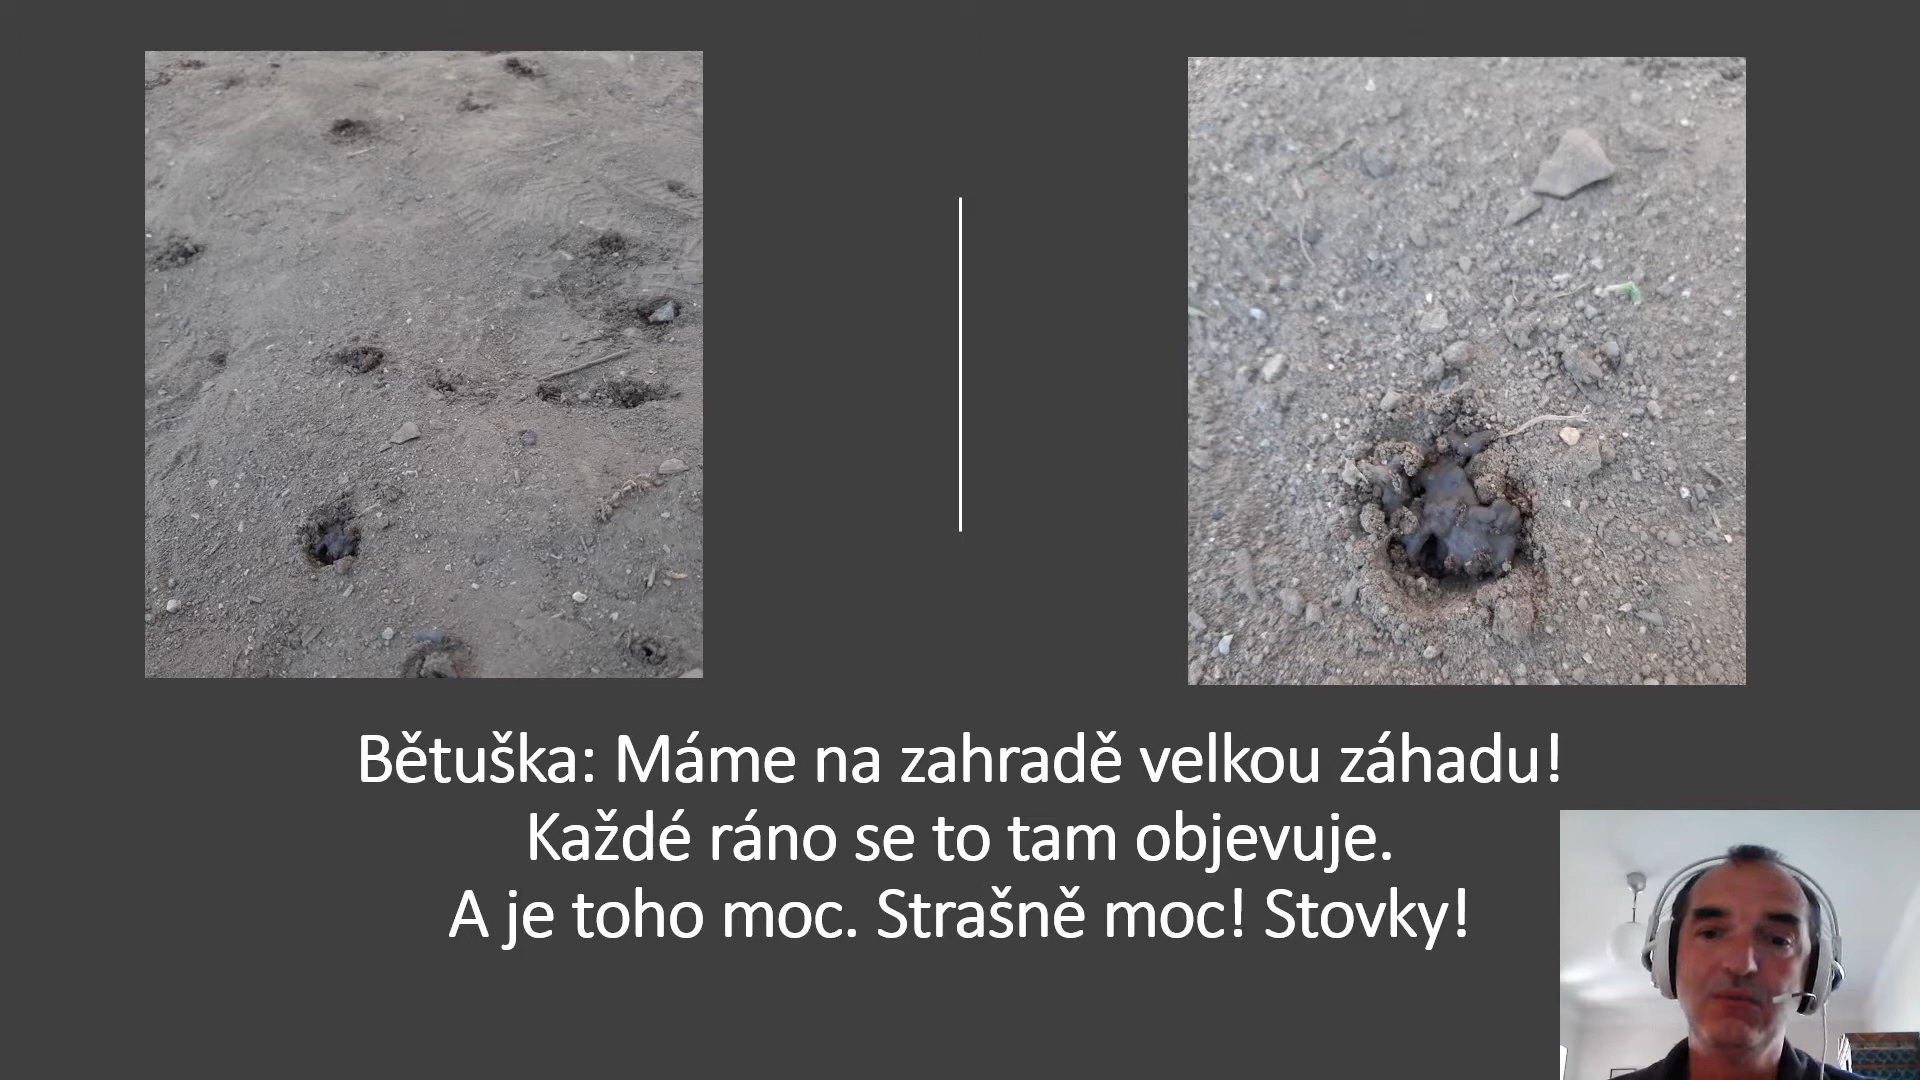 Bětuška: Máme na zahradě velkou záhadu!
Každé ráno se to tam objevuje.
A je toho moc. Strašně moc! Stovky!